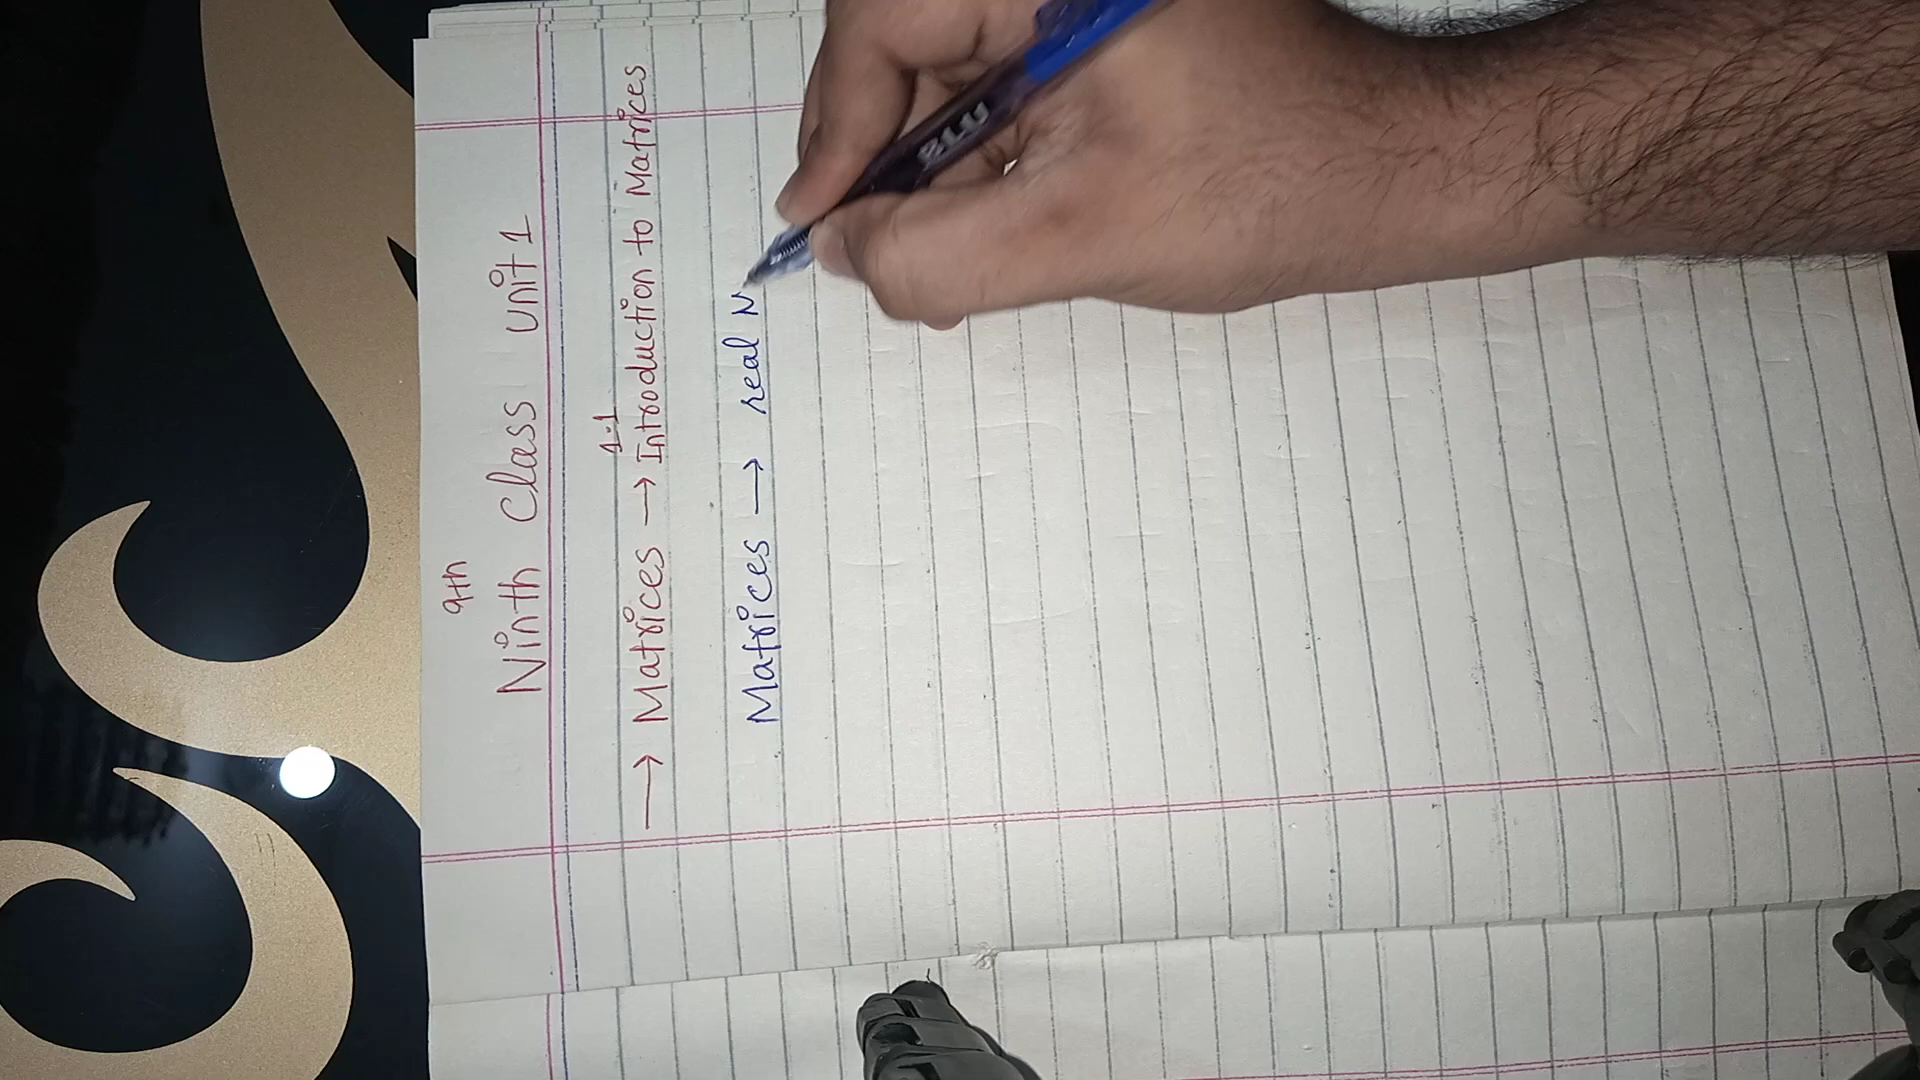 9th
Ninth Class Unit 1
1.1
→ Matrices → Introduction to Matrices
Matrices → real N